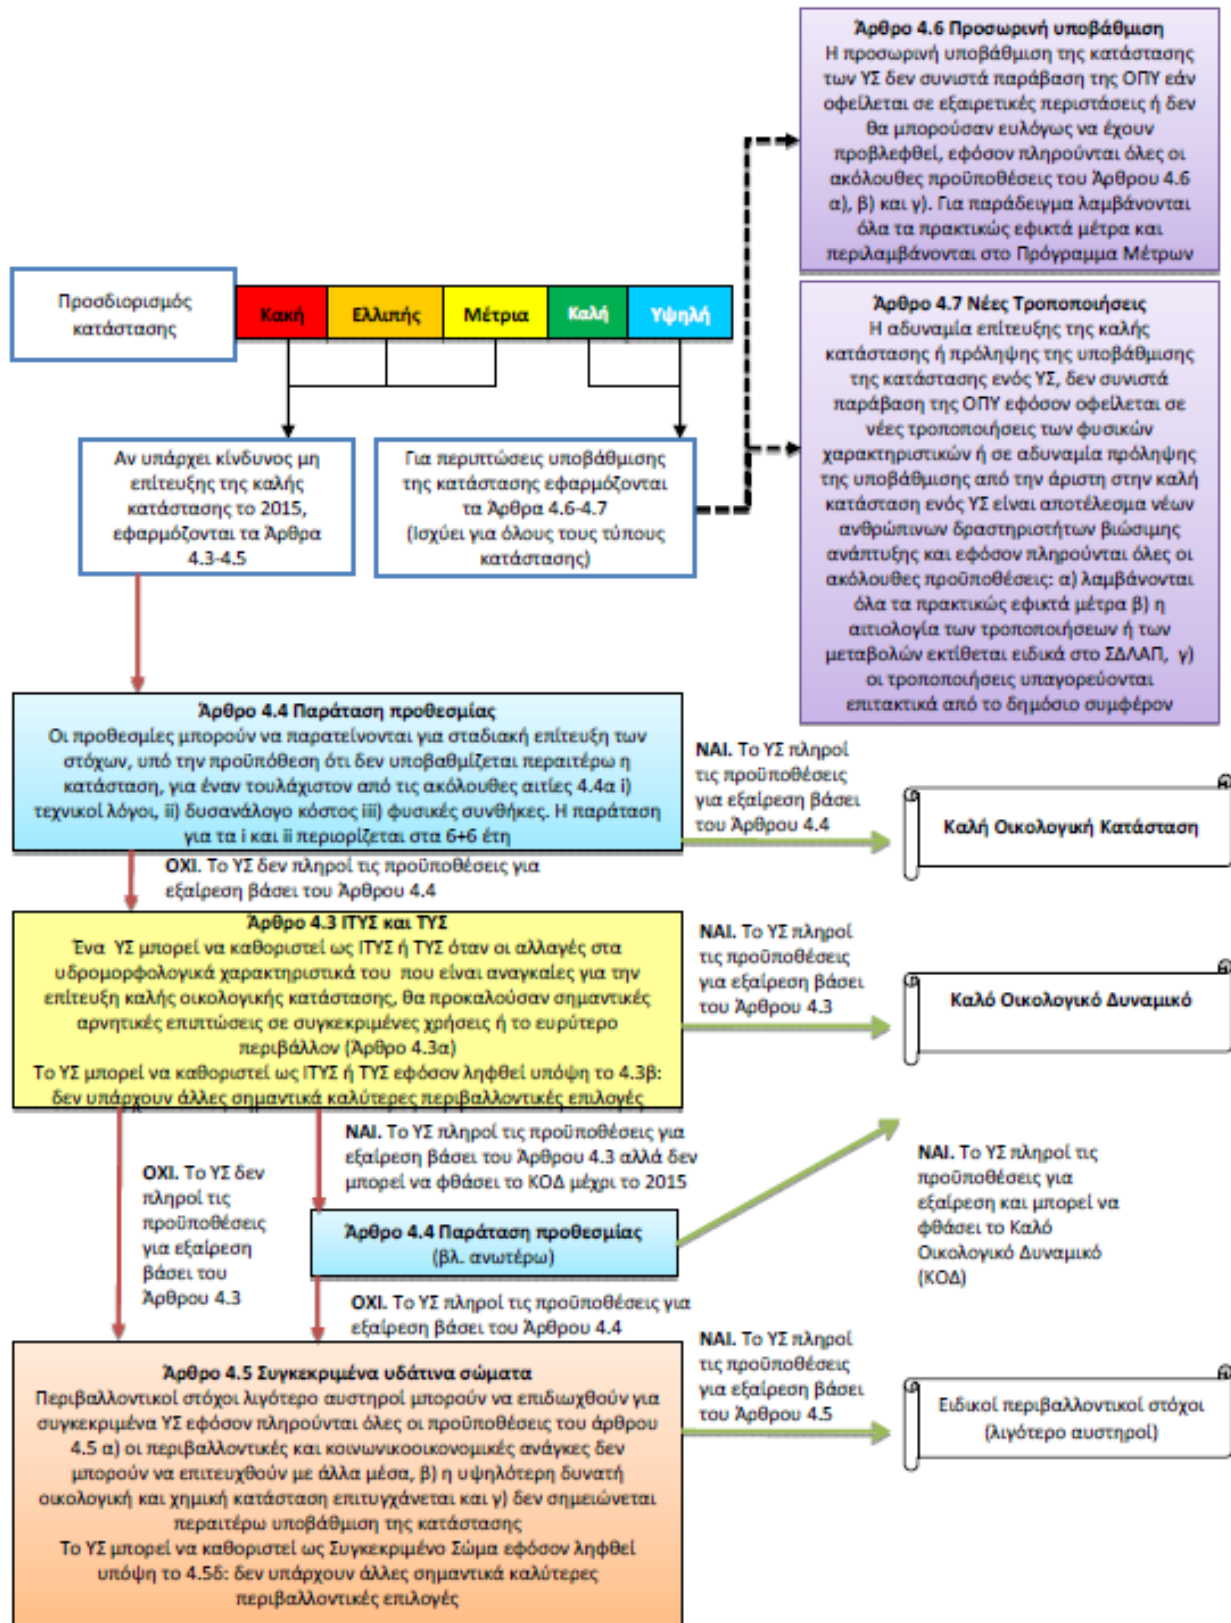 Άρθρο 4.6 Προσωρινή υποβάθμιση
Η προσωρινή υποβάθμιση της κατάστασης
των ΥΣ δεν συνιστά παράβαση της ΟΠΥ εάν
οφείλεται σε εξαιρετικές περιστάσεις ή δεν
θα μπορούσαν ευλόγως να έχουν
προβλεφθεί, εφόσον πληρούνται όλες οι
ακόλουθες προϋποθέσεις του Άρθρου 4.6
α), β) και γ). Για παράδειγμα λαμβάνονται
όλα τα πρακτικώς εφικτά μέτρα και
περιλαμβάνονται στο Πρόγραμμα Μέτρων
Προσδιορισμός
κατάστασης
Κακή
Ελλιπής
Μέτρια
Καλή
Υψηλή
Άρθρο 4.7 Νέες Τροποποιήσεις
Η αδυναμία επίτευξης της καλής
κατάστασης ή πρόληψης της υποβάθμισης
της κατάστασης ενός ΥΣ, δεν συνιστά
παράβαση της ΟΠΥ εφόσον οφείλεται σε
νέες τροποποιήσεις των φυσικών
χαρακτηριστικών ή σε αδυναμία πρόληψης
της υποβάθμισης από την άριστη στην καλή
κατάσταση ενός ΥΣ είναι αποτέλεσμα νέων
ανθρώπινων δραστηριοτήτων βιώσιμης
ανάπτυξης και εφόσον πληρούνται όλες οι
ακόλουθες προϋποθέσεις: α) λαμβάνονται
όλα τα πρακτικώς εφικτά μέτρα β) η
αιτιολογία των τροποποιήσεων ή των
μεταβολών εκτίθεται ειδικά στο ΣΔΛΑΠ, γ)
οι τροποποιήσεις υπαγορεύονται
επιτακτικά από το δημόσιο συμφέρον
Αν υπάρχει κίνδυνος μη
επίτευξης της καλής
κατάστασης το 2015,
εφαρμόζονται τα Άρθρα
4.3-4.5
Για περιπτώσεις υποβάθμισης
της κατάστασης εφαρμόζονται
τα Άρθρα 4.6-4.7
(Ισχύει για όλους τους τύπους
κατάστασης)
Άρθρο 4.4 Παράταση προθεσμίας
Οι προθεσμίες μπορούν να παρατείνονται για σταδιακή επίτευξη των
στόχων, υπό την προϋπόθεση ότι δεν υποβαθμίζεται περαιτέρω η
κατάσταση, για έναν τουλάχιστον από τις ακόλουθες αιτίες 4.4α i)
τεχνικοί λόγοι, ii) δυσανάλογο κόστος iii) φυσικές συνθήκες. Η παράταση
για τα i και ii περιορίζεται στα 6+6 έτη
ΝΑΙ. Το ΥΣ πληροί
τις προϋποθέσεις
για εξαίρεση βάσει
του Άρθρου 4.4
Καλή Οικολογική Κατάσταση
ΟΧΙ. Το ΥΣ δεν πληροί τις προϋποθέσεις για
εξαίρεση βάσει του Άρθρου 4.4
Άρθρο 4.3 ΙΤΥΣ και ΤΥΣ
Ένα ΥΣ μπορεί να καθοριστεί ως ΙΤΥΣ ή ΤΥΣ όταν οι αλλαγές στα
υδρομορφολογικά χαρακτηριστικά του που είναι αναγκαίες για την
επίτευξη καλής οικολογικής κατάστασης, θα προκαλούσαν σημαντικές
αρνητικές επιπτώσεις σε συγκεκριμένες χρήσεις ή το ευρύτερο
περιβάλλον (Άρθρο 4.3α)
Το ΥΣ μπορεί να καθοριστεί ως ΙΤΥΣ ή ΤΥΣ εφόσον ληφθεί υπόψη το 4.3β:
δεν υπάρχουν άλλες σημαντικά καλύτερες περιβαλλοντικές επιλογές
ΝΑΙ. Το ΥΣ πληροί
τις προϋποθέσεις
για εξαίρεση βάσει
του Άρθρου 4.3
Καλό Οικολογικό Δυναμικό
ΟΧΙ. Το ΥΣ δεν
πληροί τις
προϋποθέσεις
για εξαίρεση
βάσει του
Άρθρου 4.3
ΝΑΙ. Το ΥΣ πληροί τις προϋποθέσεις για
εξαίρεση βάσει του Άρθρου 4.3 αλλά δεν
μπορεί να φθάσει το ΚΟΔ μέχρι το 2015
Άρθρο 4.4 Παράταση προθεσμίας
(βλ. ανωτέρω)
ΝΑΙ. Το ΥΣ πληροί τις
προϋποθέσεις για
εξαίρεση και μπορεί να
φθάσει το Καλό
Οικολογικό Δυναμικό
(ΚΟΔ)
ΟΧΙ. Το ΥΣ πληροί τις προϋποθέσεις για
εξαίρεση βάσει του Άρθρου 4.4
Άρθρο 4.5 Συγκεκριμένα υδάτινα σώματα
Περιβαλλοντικοί στόχοι λιγότερο αυστηροί μπορούν να επιδιωχθούν για
συγκεκριμένα ΥΣ εφόσον πληρούνται όλες οι προϋποθέσεις του άρθρου
4.5 α) οι περιβαλλοντικές και κοινωνικοοικονομικές ανάγκες δεν
μπορούν να επιτευχθούν με άλλα μέσα, β) η υψηλότερη δυνατή
οικολογική και χημική κατάσταση επιτυγχάνεται και γ) δεν σημειώνεται
περαιτέρω υποβάθμιση της κατάστασης
Το ΥΣ μπορεί να καθοριστεί ως Συγκεκριμένο Σώμα εφόσον ληφθεί
υπόψη το 4.5δ: δεν υπάρχουν άλλες σημαντικά καλύτερες
περιβαλλοντικές επιλογές
ΝΑΙ. Το ΥΣ πληροί
τις προϋποθέσεις
για εξαίρεση βάσει
του Άρθρου 4.5
Ειδικοί περιβαλλοντικοί στόχοι
(λιγότερο αυστηροί)